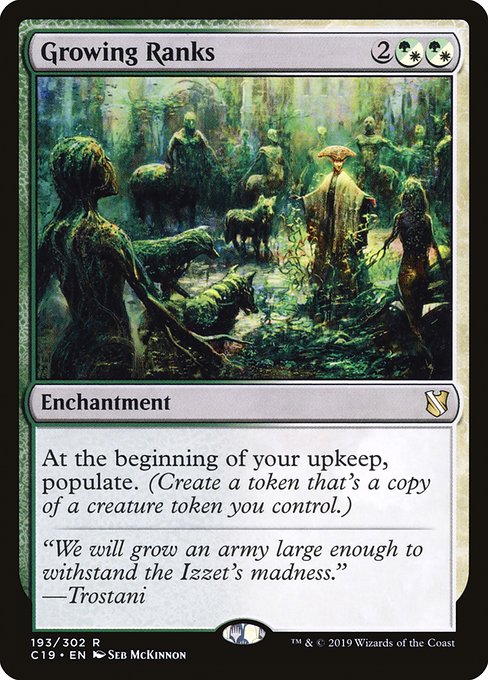 Growing Ranks 2
Enchantment
At the beginning of your upkeep,
populate. (Create a token that's a copy
of a creature token you control.)
“We will grow an army large enough to
withstand the Izzet's madness.”
—Trostani
193/302 R
C19 • EN Seb McKinnon
™ & © 2019 Wizards of the Coast